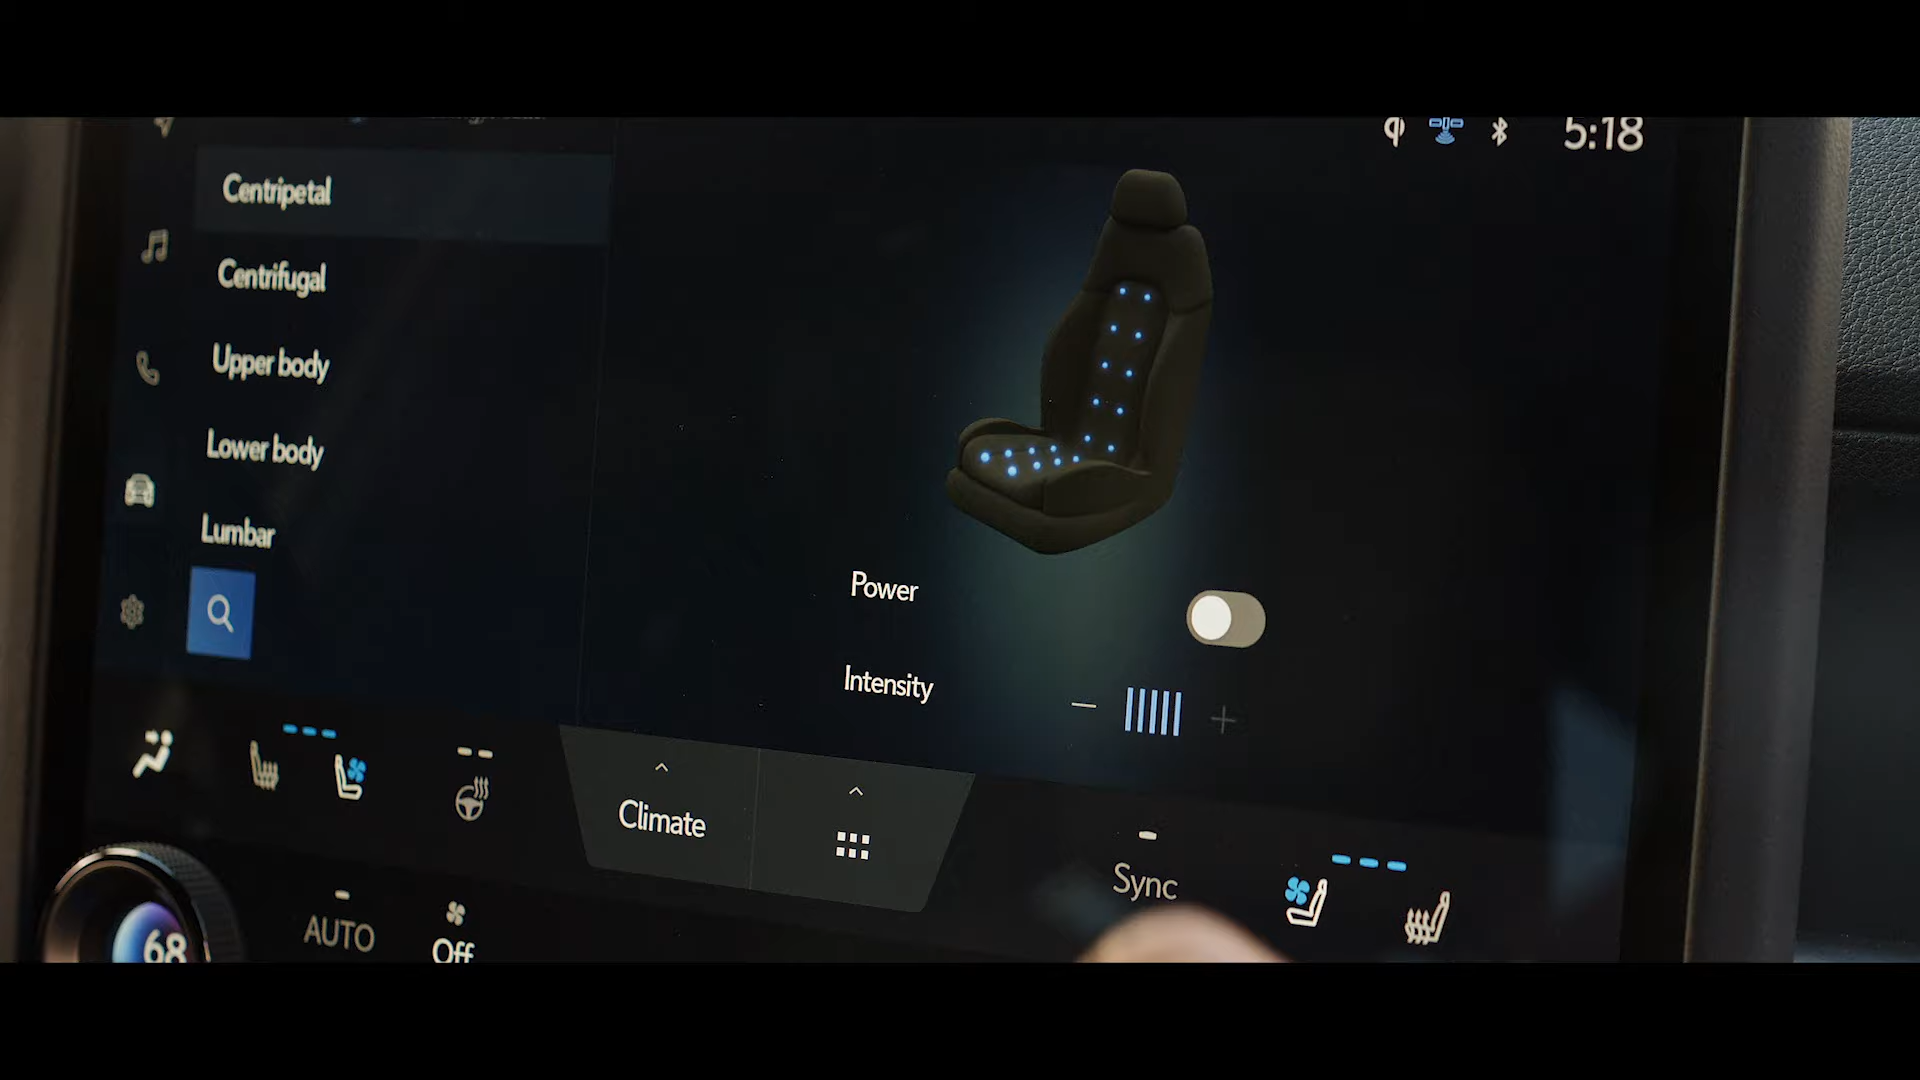 5:18
Centripetal
Centrifugal
Upper body
Lower body
Lumbar
Power
Intensity
Climate
Sync
68
AUTO
Off